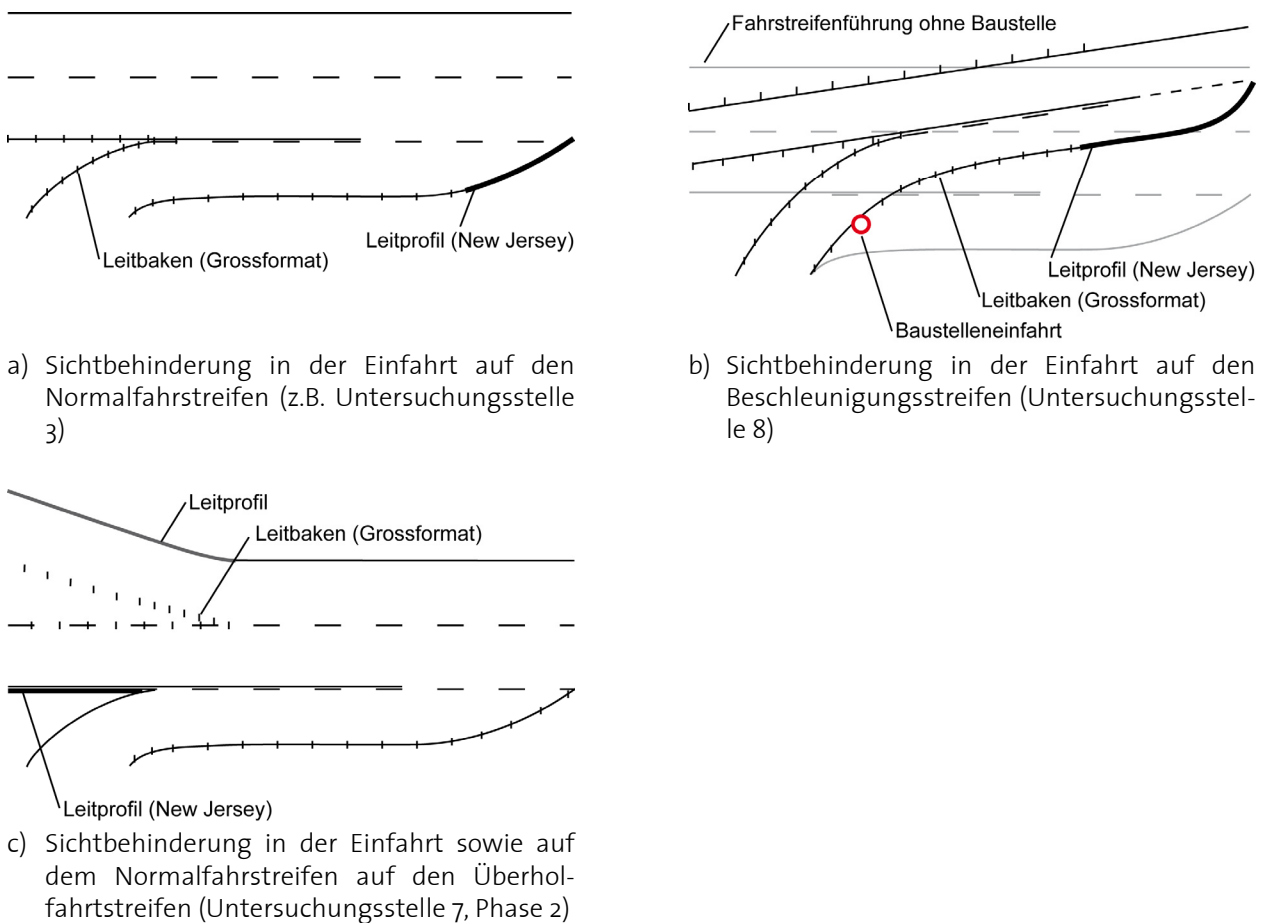 Leitprofil (New Jersey)
Leitbaken (Grossformat)
a) Sichtbehinderung in der Einfahrt auf den
Normalfahrstreifen (z.B. Untersuchungsstelle
3)
Fahrstreifenführung ohne Baustelle
Leitprofil (New Jersey)
Leitbaken (Grossformat)
Baustelleneinfahrt
b) Sichtbehinderung in der Einfahrt auf den
Beschleunigungsstreifen (Untersuchungsstel-
le 8)
Leitprofil
Leitbaken (Grossformat)
Leitprofil (New Jersey)
c) Sichtbehinderung in der Einfahrt sowie auf
dem Normalfahrstreifen auf den Überhol-
fahrtstreifen (Untersuchungsstelle 7, Phase 2)